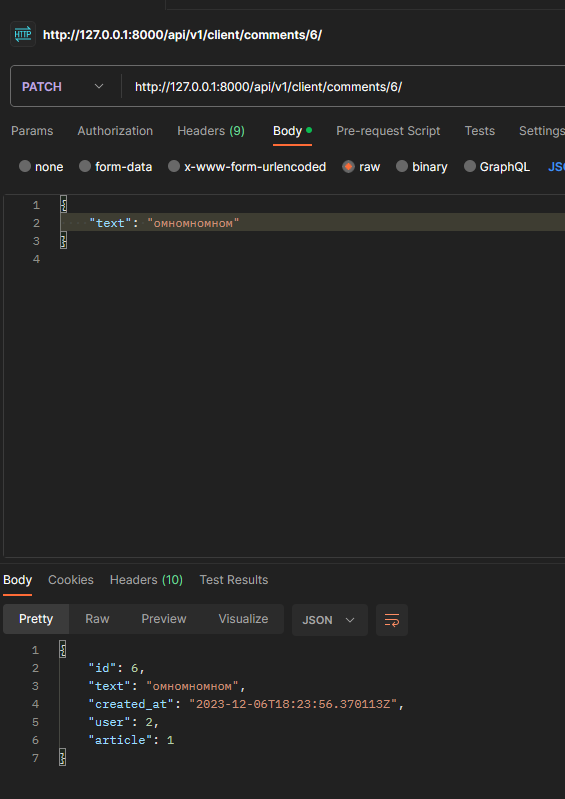 HTTP http://127.0.0.1:8000/api/v1/client/comments/6/
PATCH http://127.0.0.1:8000/api/v1/client/comments/6/
Params Authorization Headers (9) Body Pre-request Script Tests Settings
none form-data x-www-form-urlencoded raw binary GraphQL
1 {
2 "text": "омномномном"
3 }
4
Body Cookies Headers (10) Test Results
Pretty Raw Preview Visualize JSON
1 {
2 "id": 6,
3 "text": "омномномном",
4 "created_at": "2023-12-06T18:23:56.370113Z",
5 "user": 2,
6 "article": 1
7 }